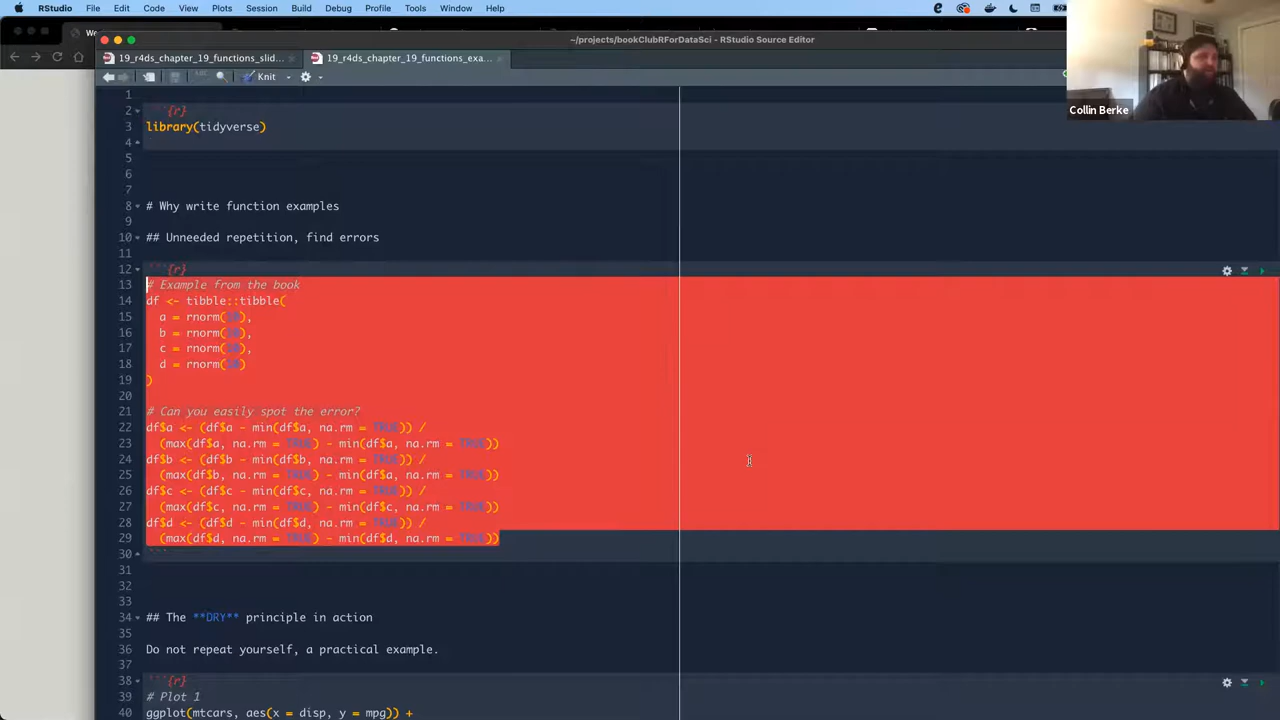 RStudio File Edit Code View Plots Session Build Debug Profile Tools Window Help
We
~/projects/bookClubRForDataSci - RStudio Source Editor
19_r4ds_chapter_19_functions_slid... 19_r4ds_chapter_19_functions_exa...
Knit
Collin Berke
1
2 ```{r}
3 library(tidyverse)
4
5
6
7
8 # Why write function examples
9
10 ## Unneeded repetition, find errors
11
12 ```{r}
13 # Example from the book
14 df <- tibble::tibble(
15 a = rnorm(10),
16 b = rnorm(10),
17 c = rnorm(10),
18 d = rnorm(10)
19 )
20
21 # Can you easily spot the error?
22 df$a <- (df$a - min(df$a, na.rm = TRUE)) /
23 (max(df$a, na.rm = TRUE) - min(df$a, na.rm = TRUE))
24 df$b <- (df$b - min(df$b, na.rm = TRUE)) /
25 (max(df$b, na.rm = TRUE) - min(df$a, na.rm = TRUE))
26 df$c <- (df$c - min(df$c, na.rm = TRUE)) /
27 (max(df$c, na.rm = TRUE) - min(df$c, na.rm = TRUE))
28 df$d <- (df$d - min(df$d, na.rm = TRUE)) /
29 (max(df$d, na.rm = TRUE) - min(df$d, na.rm = TRUE))
30 ```
31
32
33
34 ## The **DRY** principle in action
35
36 Do not repeat yourself, a practical example.
37
38 ```{r}
39 # Plot 1
40 ggplot(mtcars, aes(x = disp, y = mpg)) +